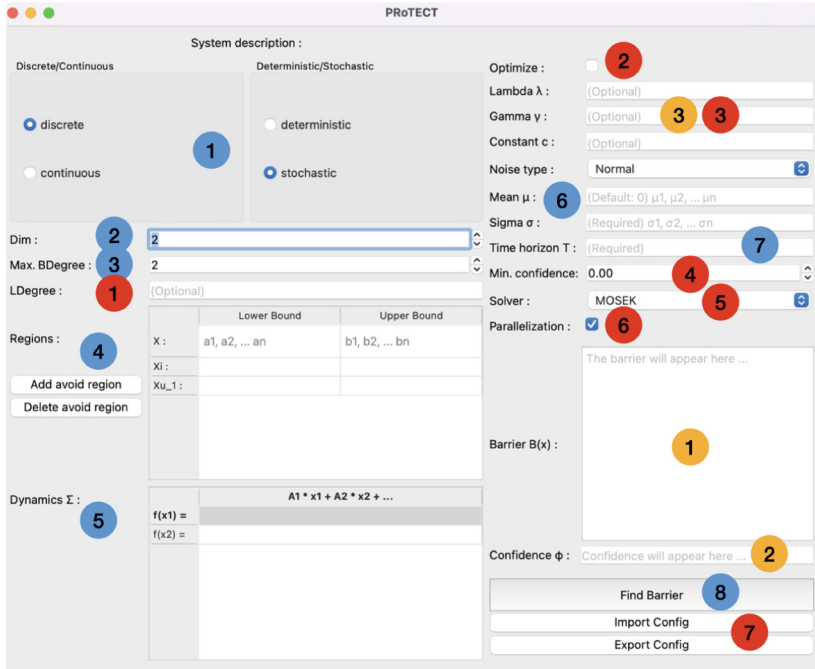 PRoTECT
System description :
Discrete/Continuous
Deterministic/Stochastic
discrete
continuous
1
deterministic
stochastic
Dim :
2
2
Max. BDegree :
3
2
LDegree :
1
(Optional)
Regions :
4
Add avoid region
Delete avoid region
Lower Bound
Upper Bound
X :
a1, a2, ... an
b1, b2, ... bn
Xi :
Xu_1 :
Dynamics Σ :
5
A1 * x1 + A2 * x2 + ...
f(x1) =
f(x2) =
Optimize :
2
Lambda λ :
(Optional)
Gamma γ :
(Optional)
3
3
Constant c :
(Optional)
Noise type :
Normal
Mean μ :
6
(Default: 0) μ1, μ2, ... μn
Sigma σ :
(Required) σ1, σ2, ... σn
Time horizon T :
(Required)
7
Min. confidence:
0.00
4
Solver :
MOSEK
5
Parallelization :
6
The barrier will appear here ...
Barrier B(x) :
1
Confidence ϕ :
Confidence will appear here ...
2
Find Barrier
8
Import Config
7
Export Config